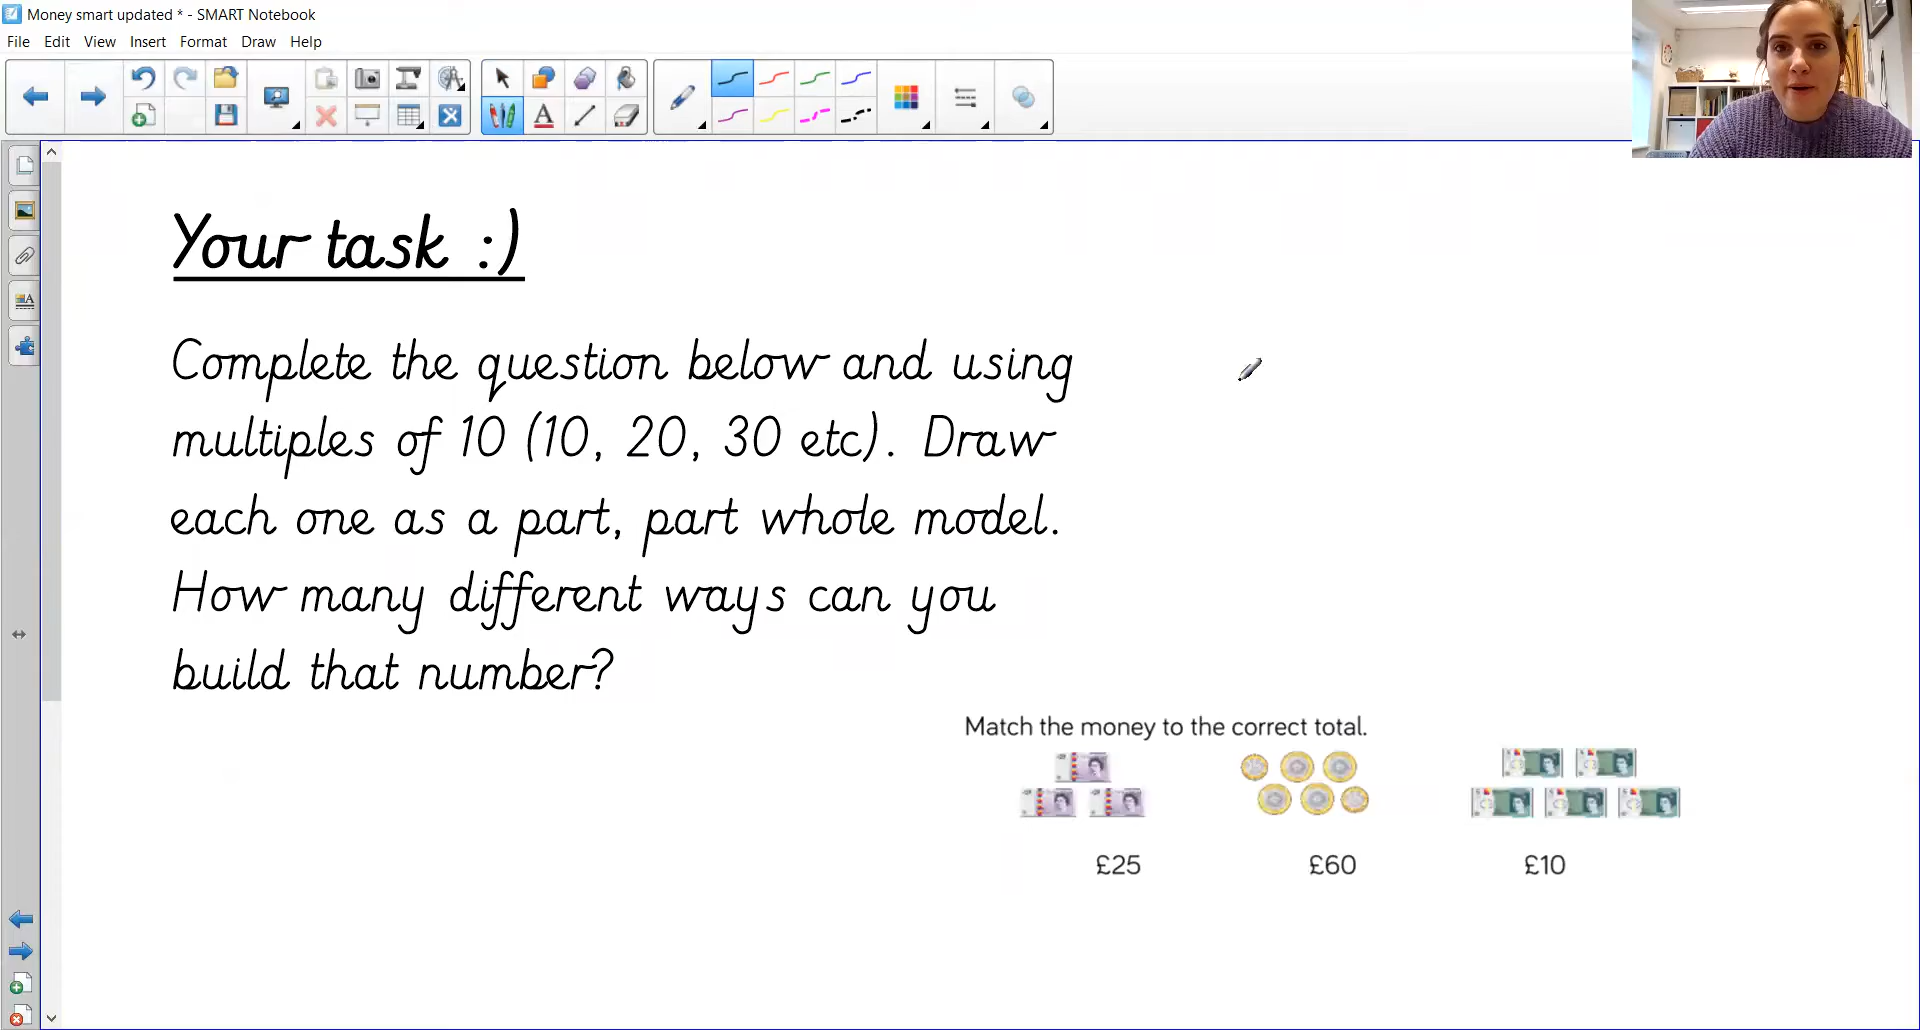 Money smart updated * - SMART Notebook
File Edit View Insert Format Draw Help
Your task :)
Complete the question below and using
multiples of 10 (10, 20, 30 etc). Draw
each one as a part, part whole model.
How many different ways can you
build that number?
Match the money to the correct total.
£25 £60 £10